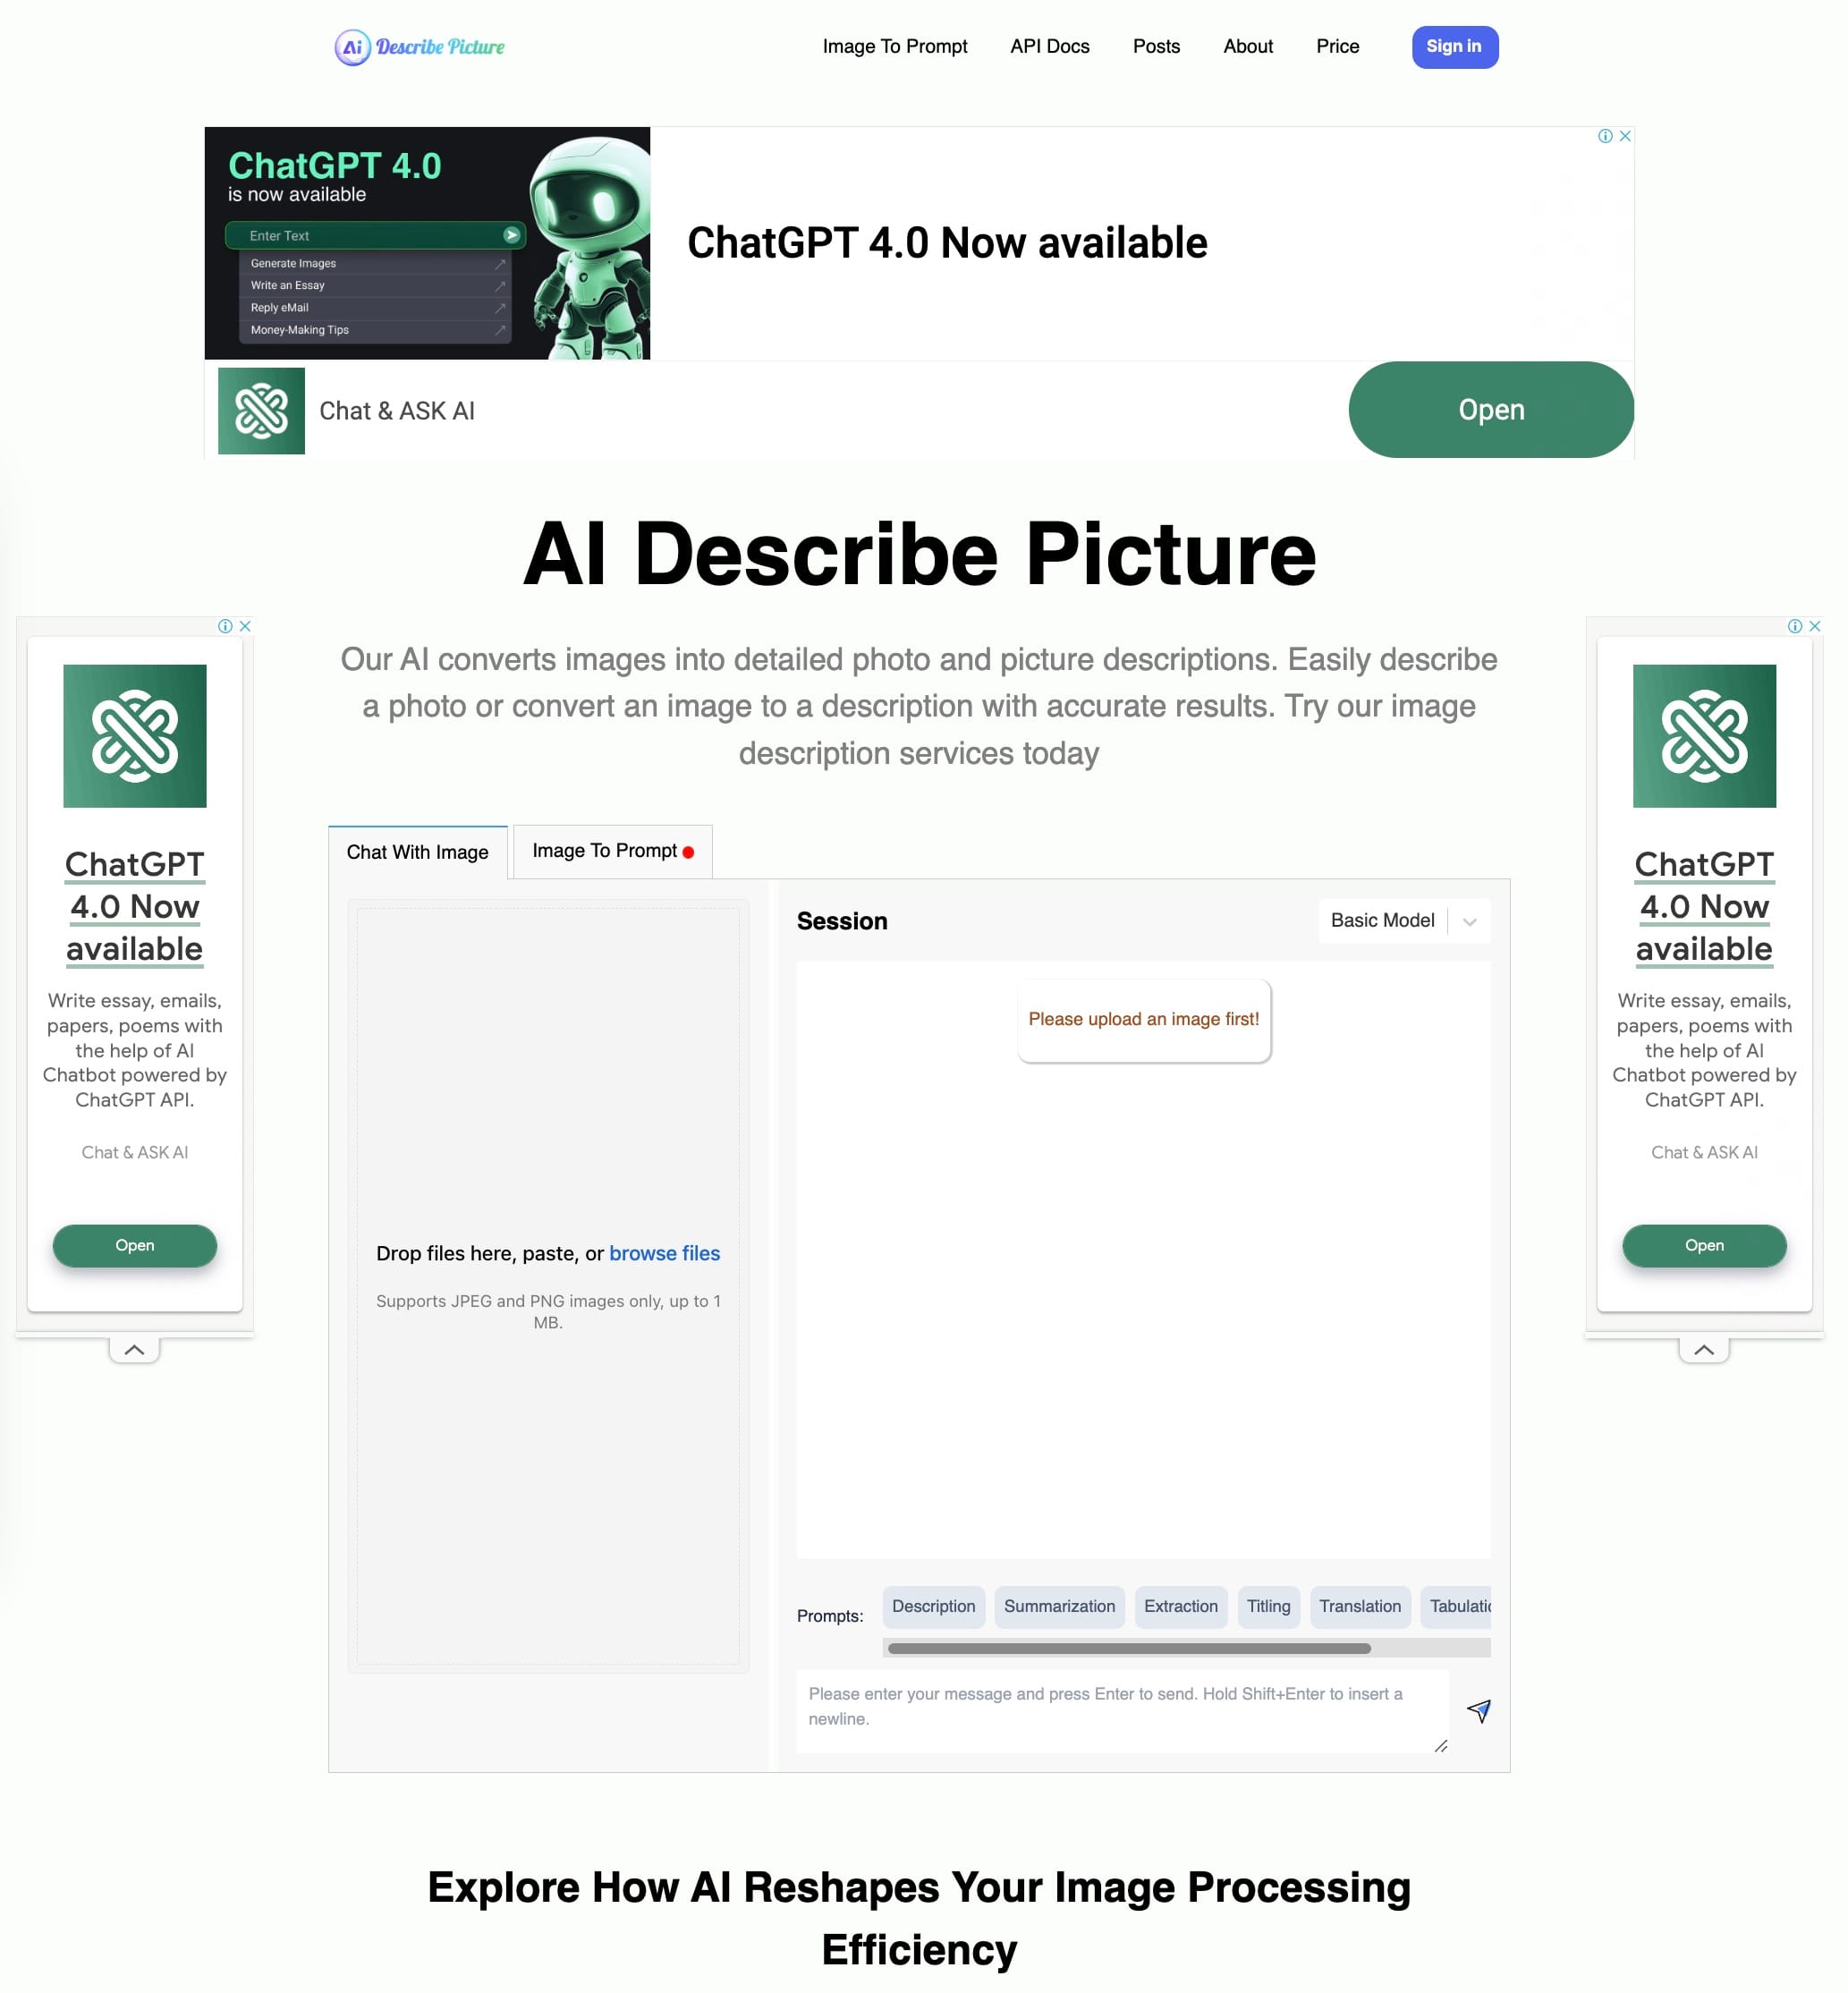 Ai Describe Picture
Image To Prompt
API Docs
Posts
About
Price
Sign in
ChatGPT 4.0
is now available
Enter Text
Generate Images
Write an Essay
Reply eMail
Money-Making Tips
ChatGPT 4.0 Now available
Chat & ASK AI
Open
AI Describe Picture
Our AI converts images into detailed photo and picture descriptions. Easily describe
a photo or convert an image to a description with accurate results. Try our image
description services today
ChatGPT
4.0 Now
available
Write essay, emails,
papers, poems with
the help of AI
Chatbot powered by
ChatGPT API.
Chat & ASK AI
Open
Chat With Image
Image To Prompt
Drop files here, paste, or browse files
Supports JPEG and PNG images only, up to 1
MB.
Session
Basic Model
Please upload an image first!
Prompts:
Description
Summarization
Extraction
Titling
Translation
Tabulatio
Please enter your message and press Enter to send. Hold Shift+Enter to insert a
newline.
ChatGPT
4.0 Now
available
Write essay, emails,
papers, poems with
the help of AI
Chatbot powered by
ChatGPT API.
Chat & ASK AI
Open
Explore How AI Reshapes Your Image Processing
Efficiency